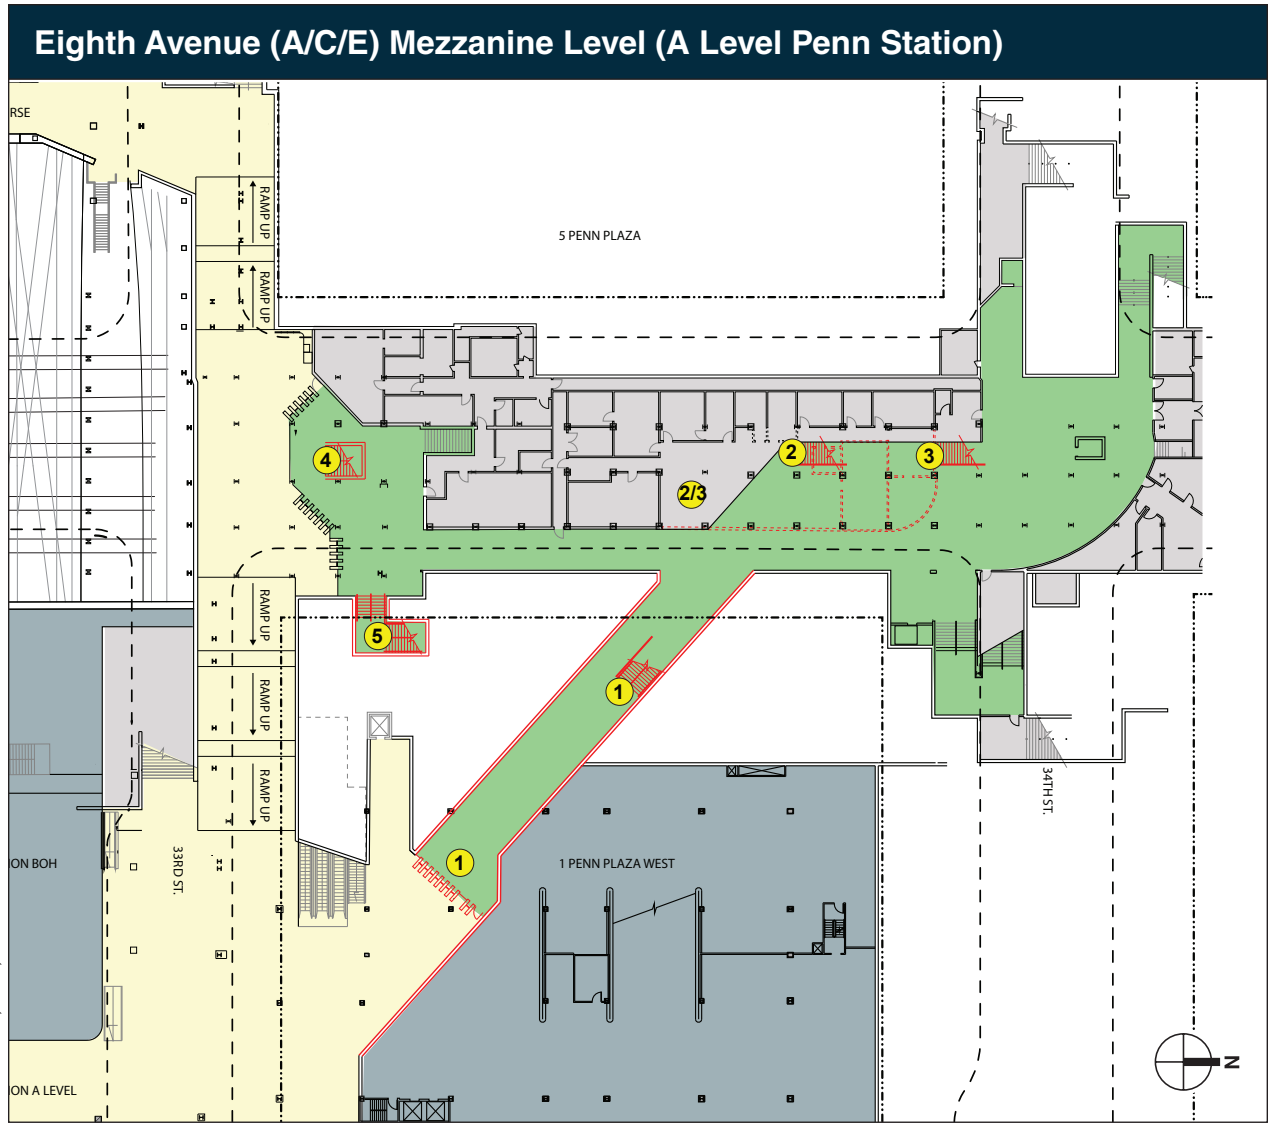 Eighth Avenue (A/C/E) Mezzanine Level (A Level Penn Station)
RSE
RAMP UP
5 PENN PLAZA
RAMP UP
4
2
3
2/3
RAMP UP
5
RAMP UP
1
RAMP UP
34TH ST.
33RD ST.
ION BOH
1
1 PENN PLAZA WEST
N
ION A LEVEL